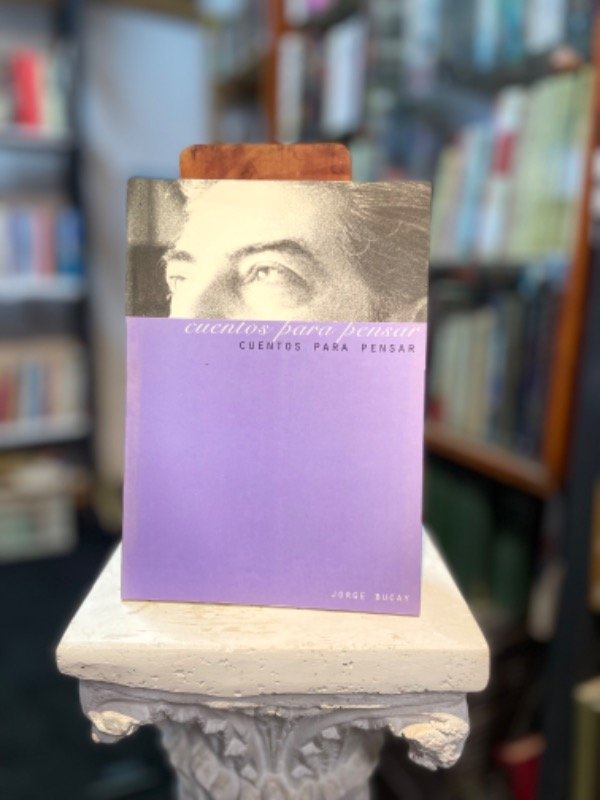 cuentos para pensar
CUENTOS PARA PENSAR
JORGE BUCAY